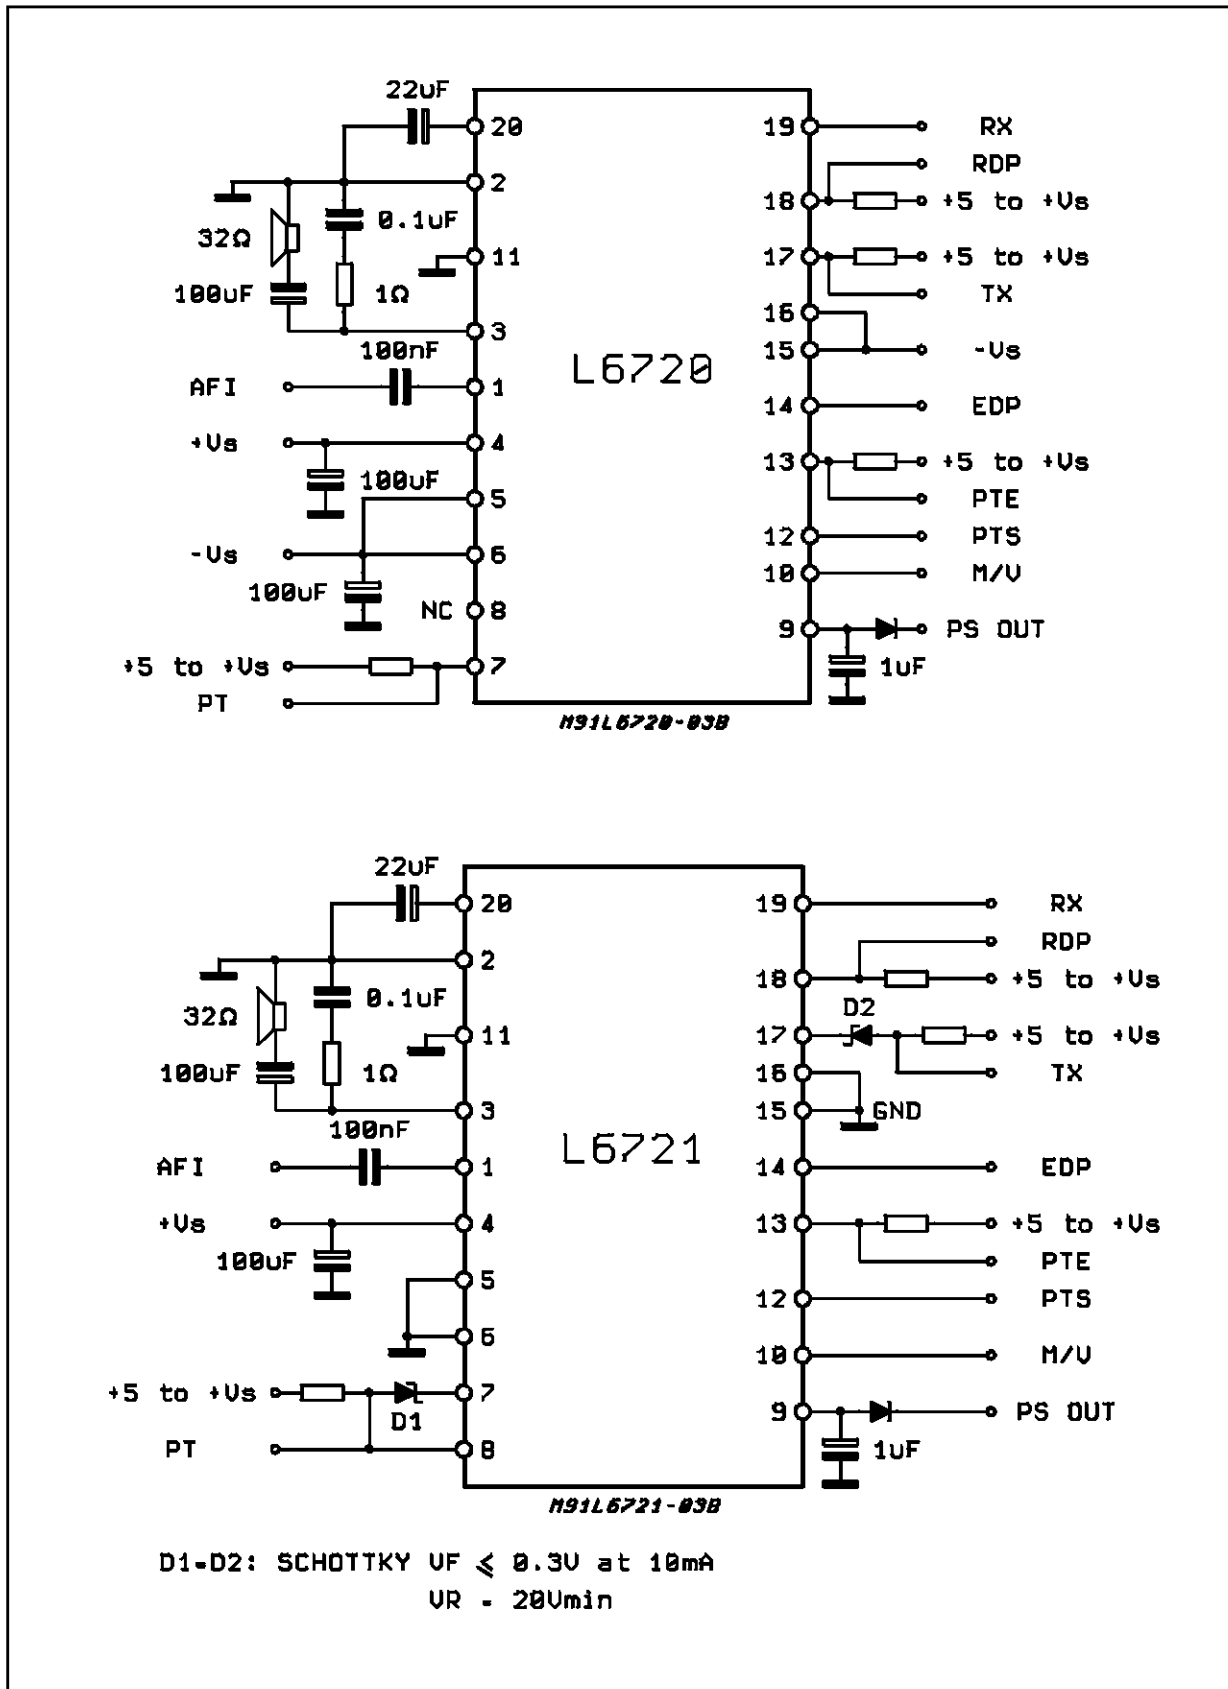 22uF
20
19
RX
RDP
2
18
+5 to +Vs
0.1uF
32Ω
11
17
+5 to +Vs
100uF
1Ω
TX
16
3
100nF
15
-Vs
L6720
AFI
1
14
EDP
+Vs
4
13
+5 to +Vs
100uF
5
PTE
12
PTS
-Vs
6
10
M/V
100uF
NC
8
9
PS OUT
+5 to +Vs
7
1uF
PT
M91L6720-03B
22uF
20
19
RX
RDP
2
18
+5 to +Vs
0.1uF
D2
32Ω
11
17
+5 to +Vs
100uF
1Ω
16
TX
3
15
GND
100nF
L6721
AFI
1
14
EDP
+Vs
4
13
+5 to +Vs
100uF
PTE
5
12
PTS
6
10
M/V
+5 to +Vs
7
D1
9
PS OUT
PT
8
1uF
M91L6721-03B
D1=D2: SCHOTTKY VF ≤ 0.3V at 10mA
VR = 20Vmin